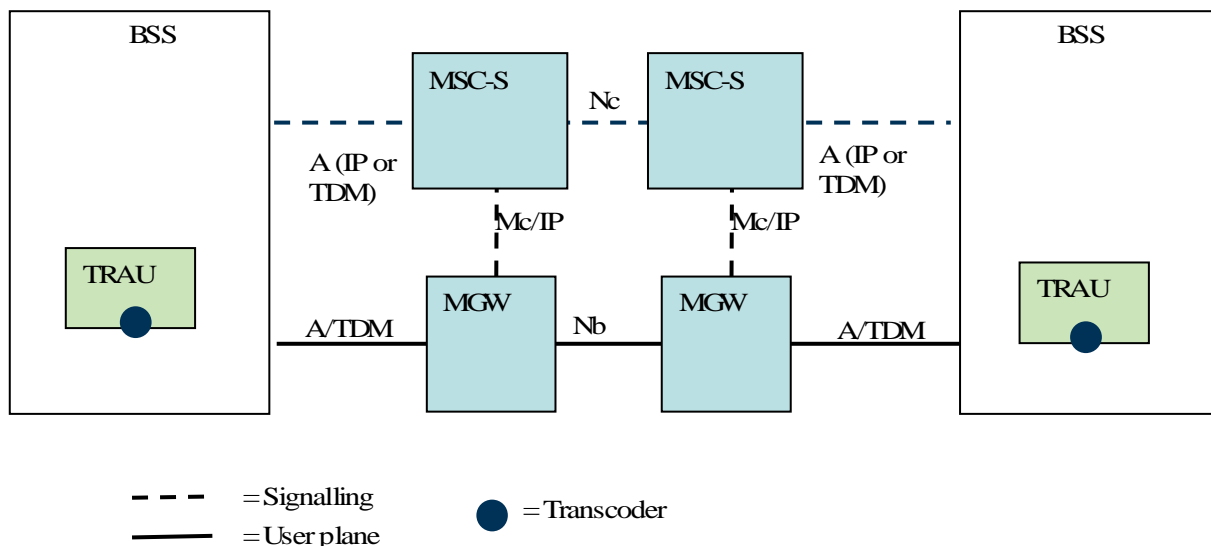 BSS
BSS
MSC-S
MSC-S
Nc
A (IP or
TDM)
A (IP or
TDM)
Mc/IP
Mc/IP
TRAU
TRAU
MGW
MGW
A/TDM
Nb
A/TDM
= Signalling
= Transcoder
= User plane